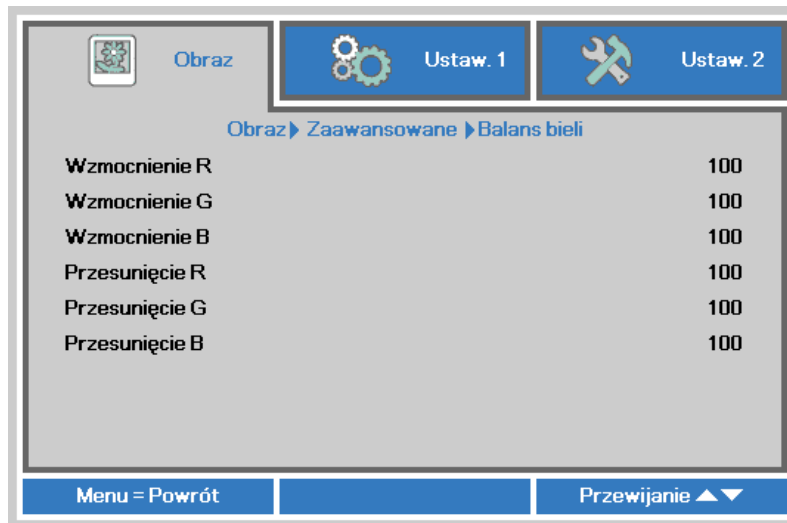 Obraz
Ustaw. 1
Ustaw. 2
Obraz Zaawansowane Balans bieli
Wzmocnienie R 100
Wzmocnienie G 100
Wzmocnienie B 100
Przesunięcie R 100
Przesunięcie G 100
Przesunięcie B 100
Menu = Powrót
Przewijanie ▲▼